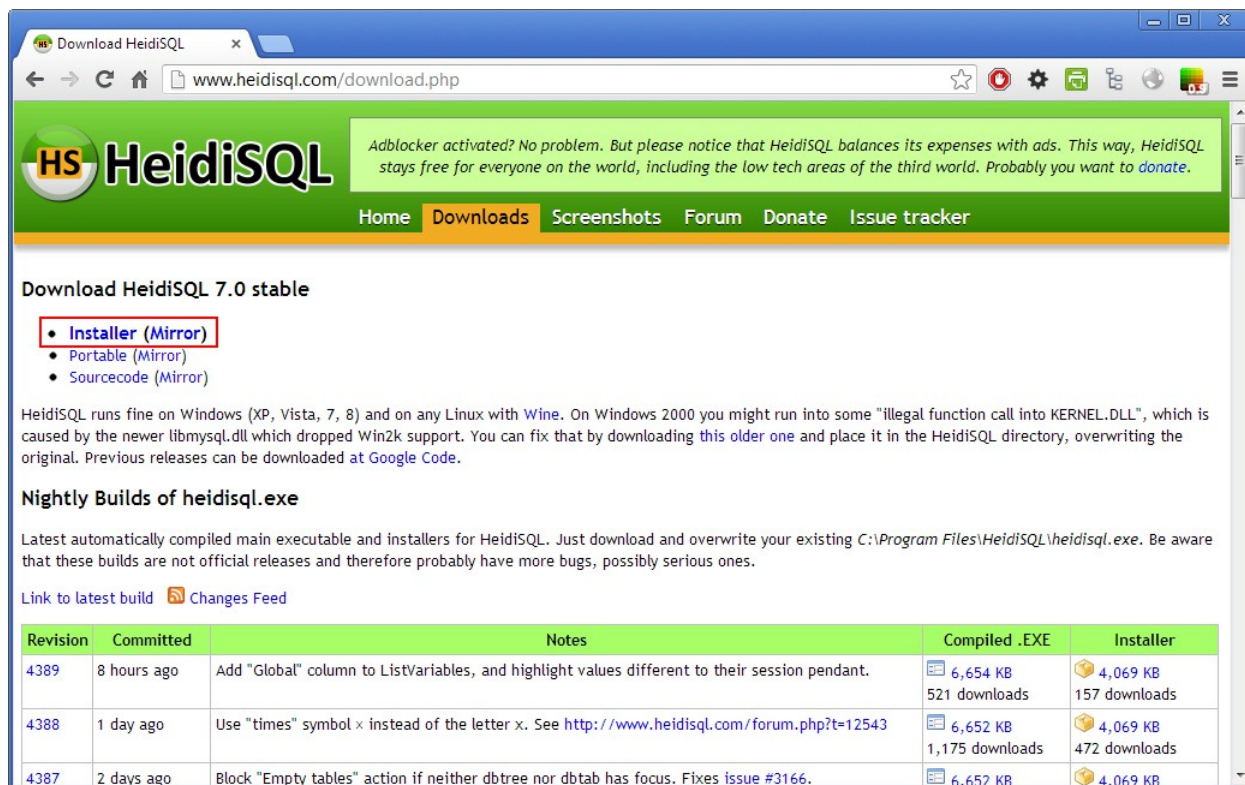 Download HeidiSQL
www.heidisql.com/download.php
0.5
HS HeidiSQL
Adblocker activated? No problem. But please notice that HeidiSQL balances its expenses with ads. This way, HeidiSQL
stays free for everyone on the world, including the low tech areas of the third world. Probably you want to donate.
Home Downloads Screenshots Forum Donate Issue tracker
Download HeidiSQL 7.0 stable
• Installer (Mirror)
• Portable (Mirror)
• Sourcecode (Mirror)
HeidiSQL runs fine on Windows (XP, Vista, 7, 8) and on any Linux with Wine. On Windows 2000 you might run into some "illegal function call into KERNEL.DLL", which is
caused by the newer libmysql.dll which dropped Win2k support. You can fix that by downloading this older one and place it in the HeidiSQL directory, overwriting the
original. Previous releases can be downloaded at Google Code.
Nightly Builds of heidisql.exe
Latest automatically compiled main executable and installers for HeidiSQL. Just download and overwrite your existing C:\Program Files\HeidiSQL\heidisql.exe. Be aware
that these builds are not official releases and therefore probably have more bugs, possibly serious ones.
Link to latest build Changes Feed
Revision Committed Notes Compiled .EXE Installer
4389 8 hours ago Add "Global" column to ListVariables, and highlight values different to their session pendant. 6,654 KB 4,069 KB
521 downloads 157 downloads
4388 1 day ago Use "times" symbol × instead of the letter x. See http://www.heidisql.com/forum.php?t=12543 6,652 KB 4,069 KB
1,175 downloads 472 downloads
4387 2 days ago Block "Empty tables" action if neither dbtree nor dbtab has focus. Fixes issue #3166. 6,652 KB 4,069 KB